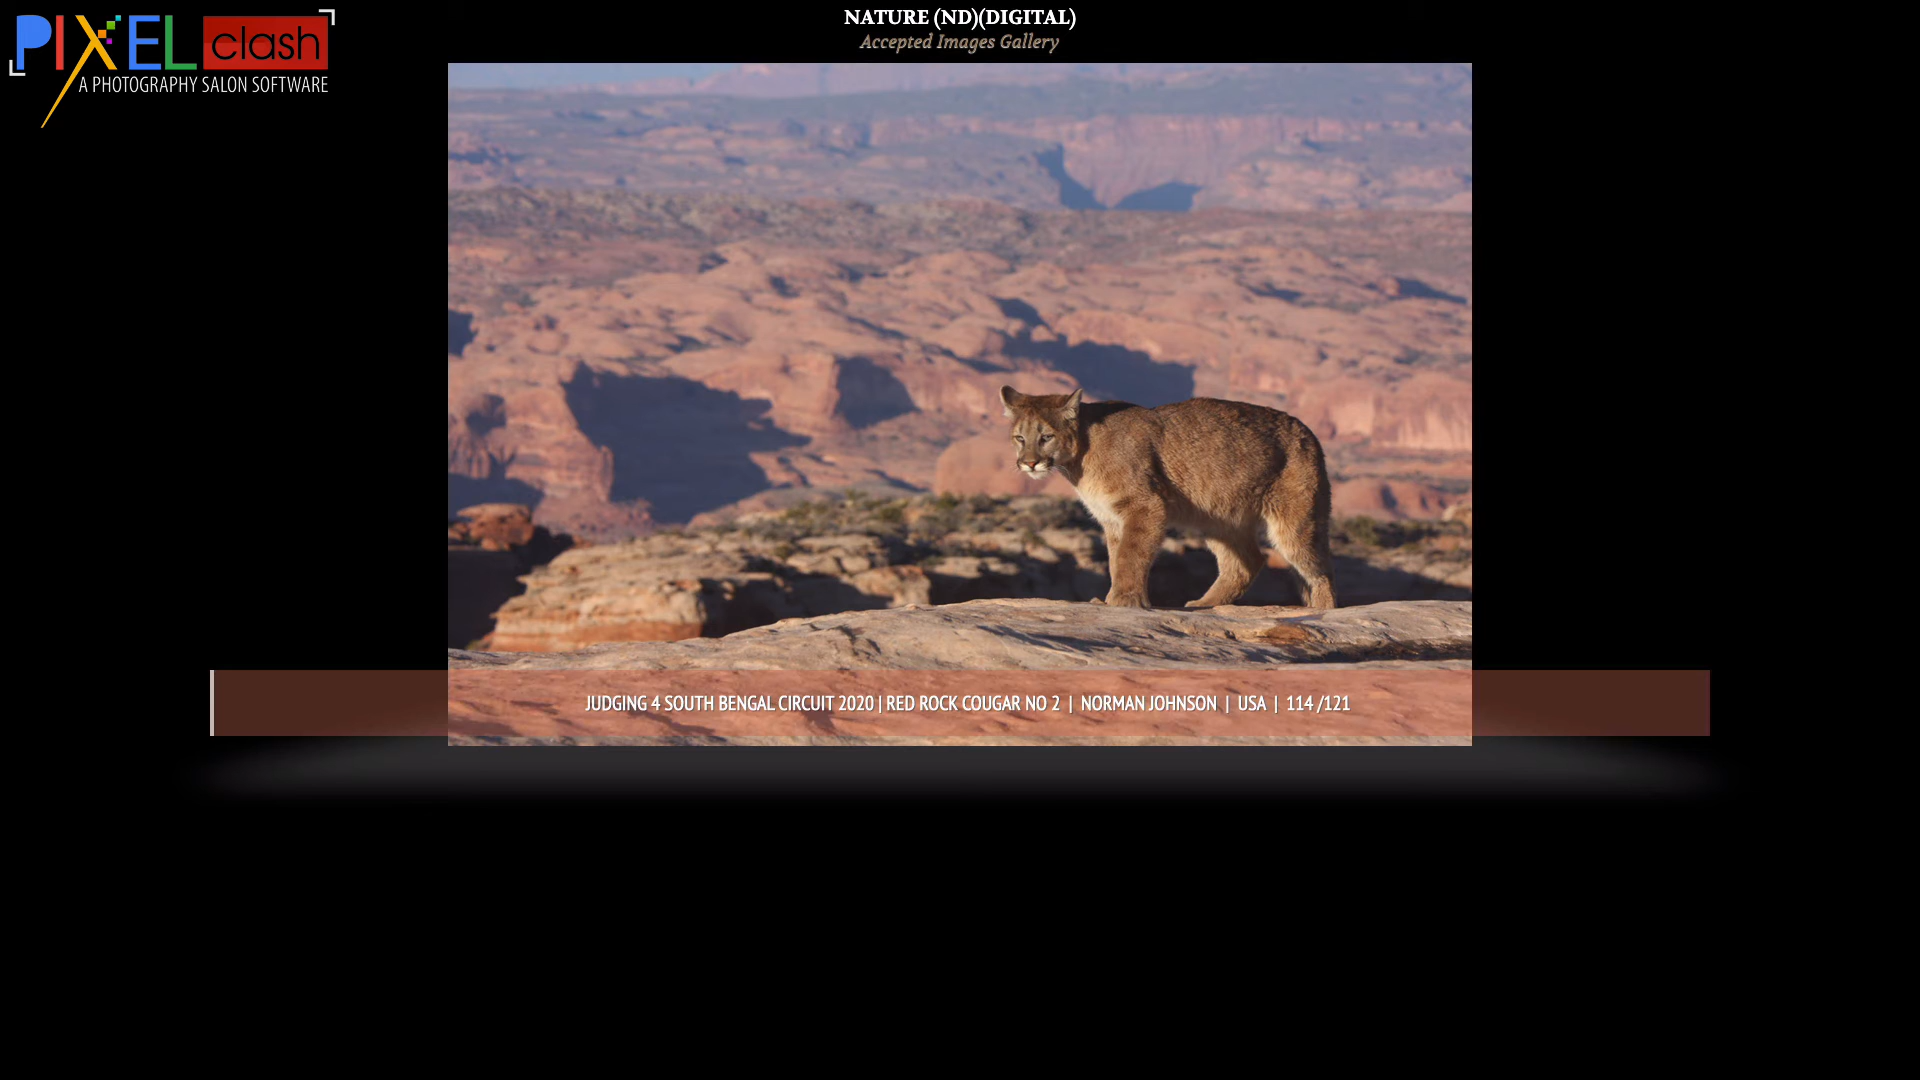 PIXEL clash
A PHOTOGRAPHY SALON SOFTWARE
NATURE (ND)(DIGITAL)
Accepted Images Gallery
JUDGING 4 SOUTH BENGAL CIRCUIT 2020 | RED ROCK COUGAR NO 2 | NORMAN JOHNSON | USA | 114 /121